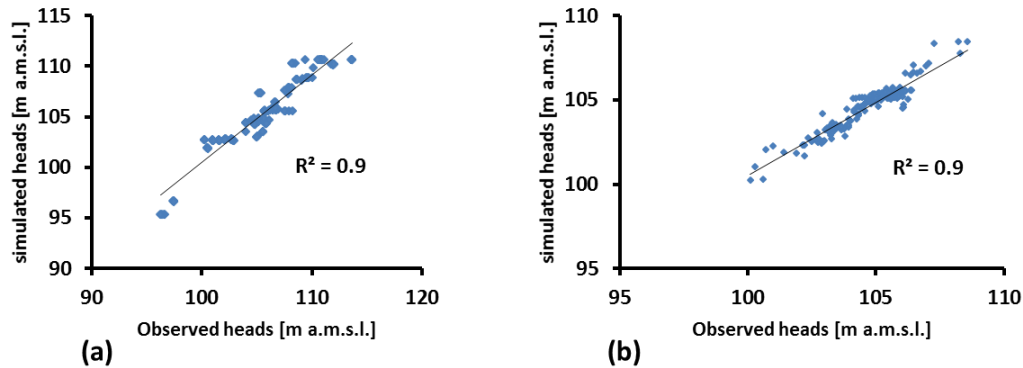 simulated heads [m a.m.s.l.]
115
110
105
100
95
90
90
100
110
120
R² = 0.9
Observed heads [m a.m.s.l.]
(a)
simulated heads [m a.m.s.l.]
110
105
100
95
95
100
105
110
R² = 0.9
Observed heads [m a.m.s.l.]
(b)